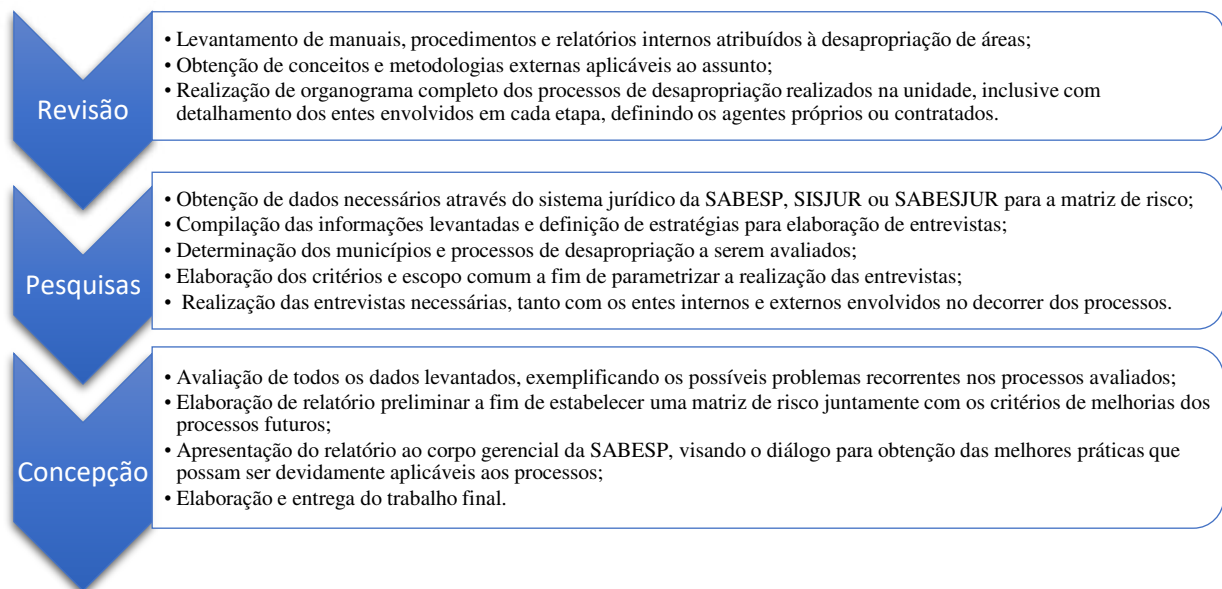 Revisão
• Levantamento de manuais, procedimentos e relatórios internos atribuídos à desapropriação de áreas;
• Obtenção de conceitos e metodologias externas aplicáveis ao assunto;
• Realização de organograma completo dos processos de desapropriação realizados na unidade, inclusive com
detalhamento dos entes envolvidos em cada etapa, definindo os agentes próprios ou contratados.
Pesquisas
• Obtenção de dados necessários através do sistema jurídico da SABESP, SISJUR ou SABESJUR para a matriz de risco;
• Compilação das informações levantadas e definição de estratégias para elaboração de entrevistas;
• Determinação dos municípios e processos de desapropriação a serem avaliados;
• Elaboração dos critérios e escopo comum a fim de parametrizar a realização das entrevistas;
• Realização das entrevistas necessárias, tanto com os entes internos e externos envolvidos no decorrer dos processos.
Concepção
• Avaliação de todos os dados levantados, exemplificando os possíveis problemas recorrentes nos processos avaliados;
• Elaboração de relatório preliminar a fim de estabelecer uma matriz de risco juntamente com os critérios de melhorias dos
processos futuros;
• Apresentação do relatório ao corpo gerencial da SABESP, visando o diálogo para obtenção das melhores práticas que
possam ser devidamente aplicáveis aos processos;
• Elaboração e entrega do trabalho final.